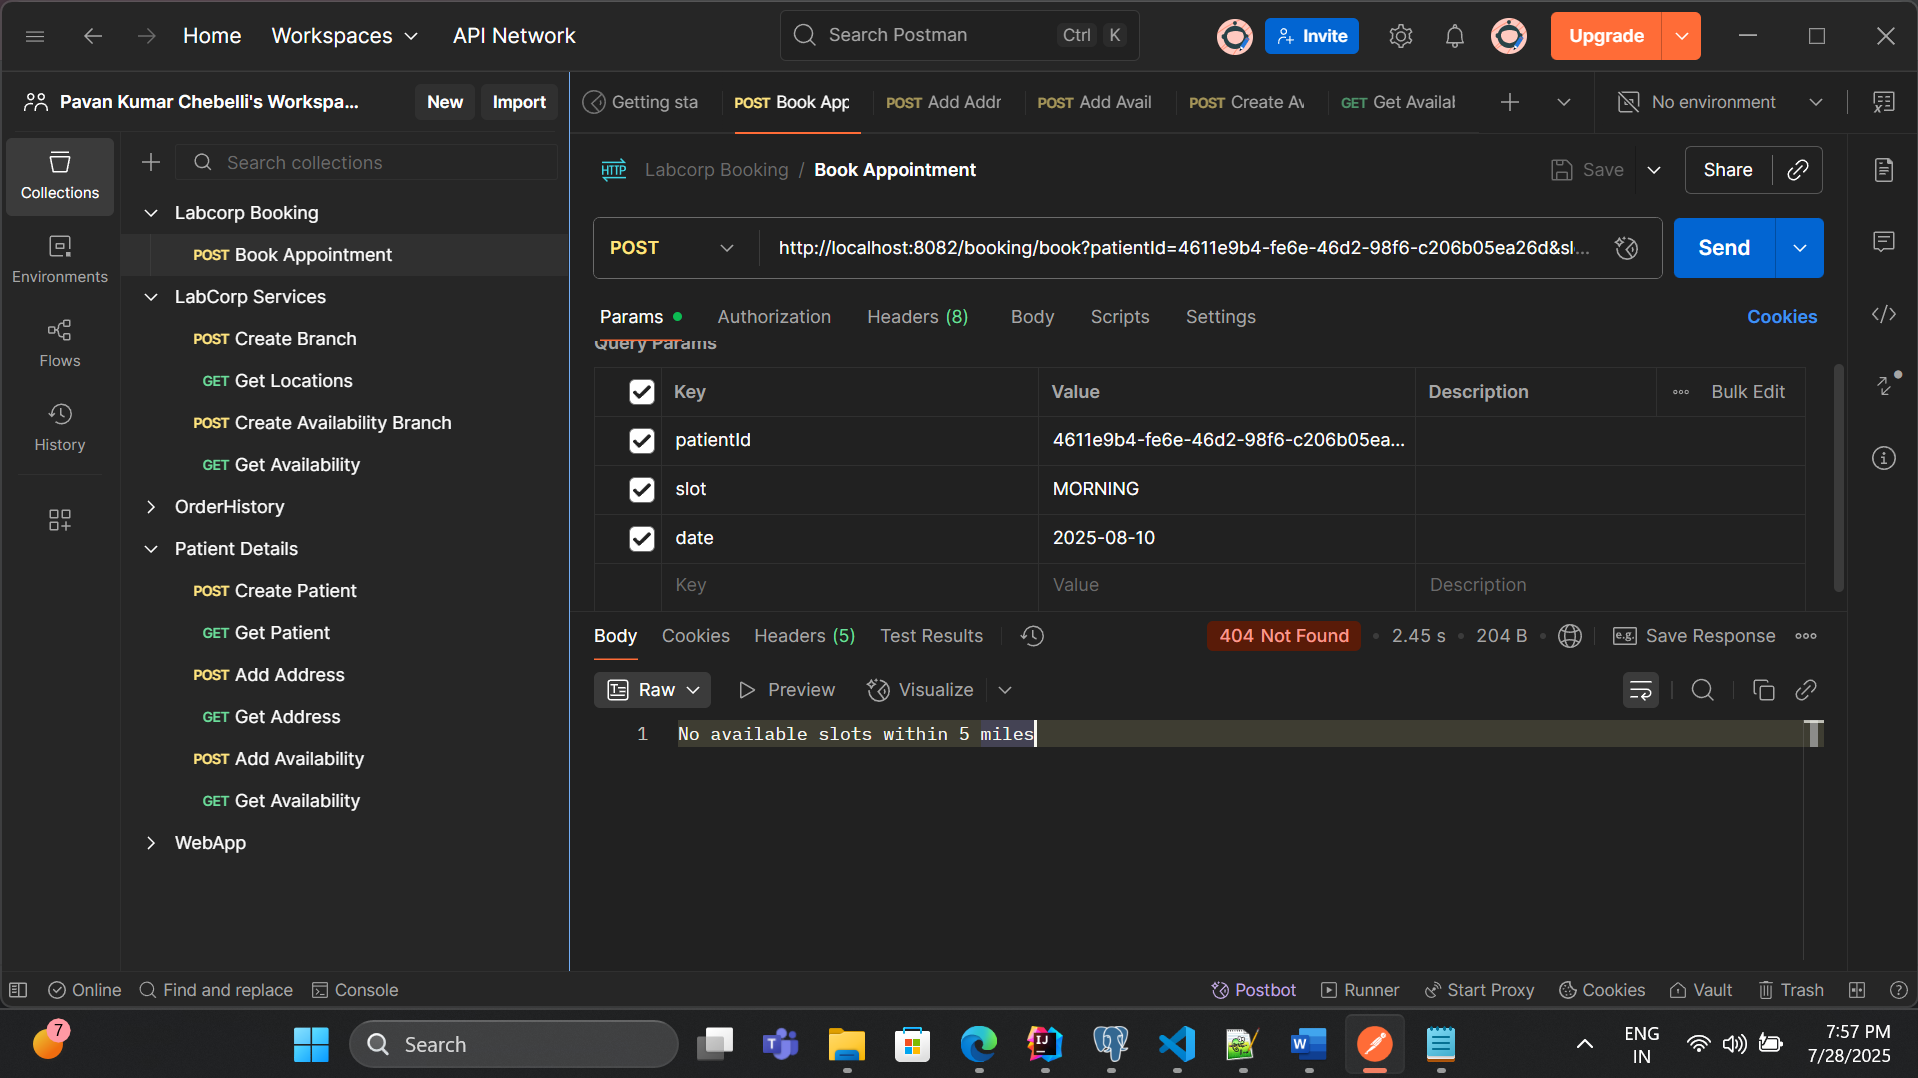 Home
Workspaces
API Network
Search Postman
Ctrl
K
Invite
Upgrade
Pavan Kumar Chebelli's Workspa...
New
Import
Getting sta
POST Book App
POST Add Addr
POST Add Avail
POST Create Av
GET Get Availal
No environment
Collections
Environments
Flows
History
Search collections
Labcorp Booking
POST Book Appointment
LabCorp Services
POST Create Branch
GET Get Locations
POST Create Availability Branch
GET Get Availability
OrderHistory
Patient Details
POST Create Patient
GET Get Patient
POST Add Address
GET Get Address
POST Add Availability
GET Get Availability
WebApp
HTTP
Labcorp Booking / Book Appointment
Save
Share
POST
http://localhost:8082/booking/book?patientId=4611e9b4-fe6e-46d2-98f6-c206b05ea26d&sl...
Send
Params
Authorization
Headers (8)
Body
Scripts
Settings
Cookies
Query Params
Key
Value
Description
Bulk Edit
patientId
4611e9b4-fe6e-46d2-98f6-c206b05ea...
slot
MORNING
date
2025-08-10
Key
Value
Description
Body
Cookies
Headers (5)
Test Results
404 Not Found
2.45 s
204 B
e.g.
Save Response
Raw
Preview
Visualize
1
No available slots within 5 miles
Online
Find and replace
Console
Postbot
Runner
Start Proxy
Cookies
Vault
Trash
7
Search
ENG
IN
7:57 PM
7/28/2025